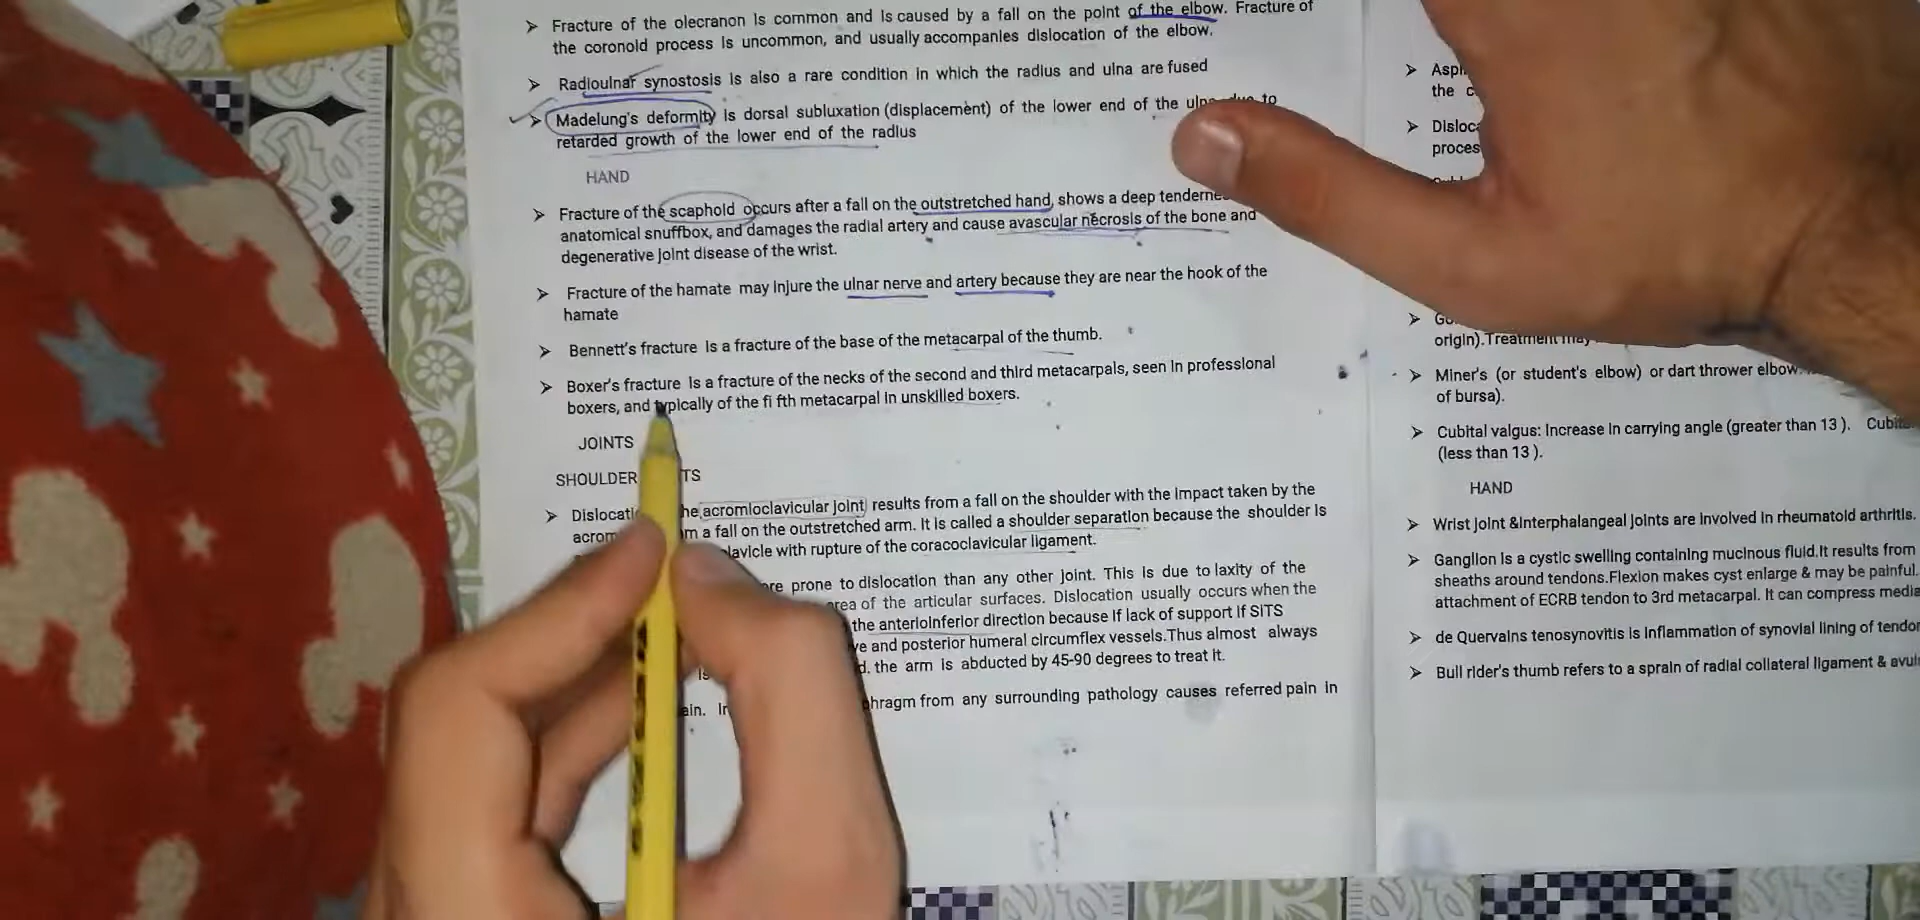 Fracture of the olecranon is common and is caused by a fall on the point of the elbow. Fracture of
the coronoid process is uncommon, and usually accompanies dislocation of the elbow.
Radioulnar synostosis is also a rare condition in which the radius and ulna are fused
Madelung's deformity is dorsal subluxation (displacement) of the lower end of the ulna due to
retarded growth of the lower end of the radius
HAND
Fracture of the scaphoid occurs after a fall on the outstretched hand, shows a deep
anatomical snuffbox, and damages the radial artery and cause avascular necrosis of the bone and
degenerative joint disease of the wrist.
Fracture of the hamate may injure the ulnar nerve and artery because they are near the hook of the
hamate
Bennett's fracture is a fracture of the base of the metacarpal of the thumb.
Boxer's fracture is a fracture of the necks of the second and third metacarpals, seen in professional
boxers, and typically of the fi fth metacarpal in unskilled boxers.
JOINTS
SHOULDER
acromioclavicular joint results from a fall on the shoulder with the impact taken by the
a fall on the outstretched arm. It is called a shoulder separation because the shoulder is
with rupture of the coracoclavicular ligament.
prone to dislocation than any other joint. This is due to laxity of the
of the articular surfaces. Dislocation usually occurs when the
the anterioinferior direction because if lack of support if SITS
and posterior humeral circumflex vessels.Thus almost always
the arm is abducted by 45-90 degrees to treat it.
from any surrounding pathology causes referred pain in
the
origin).Treatment
Miner's (or student's elbow) or dart thrower elbow
of bursa).
Cubital valgus: Increase in carrying angle (greater than 13 ).
(less than 13 ).
HAND
Wrist joint &Interphalangeal joints are involved in rheumatoid arthritis.
Ganglion is a cystic swelling containing mucinous fluid.It results from
sheaths around tendons.Flexion makes cyst enlarge & may be painful.
attachment of ECRB tendon to 3rd metacarpal. It can compress
de Quervains tenosynovitis is inflammation of synovial lining of
Bull rider's thumb refers to a sprain of radial collateral ligament &